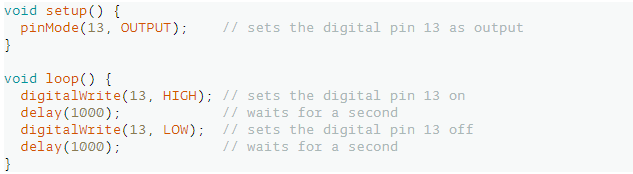 void setup() {
  pinMode(13, OUTPUT);    // sets the digital pin 13 as output
}

void loop() {
  digitalWrite(13, HIGH); // sets the digital pin 13 on
  delay(1000);            // waits for a second
  digitalWrite(13, LOW);  // sets the digital pin 13 off
  delay(1000);            // waits for a second
}